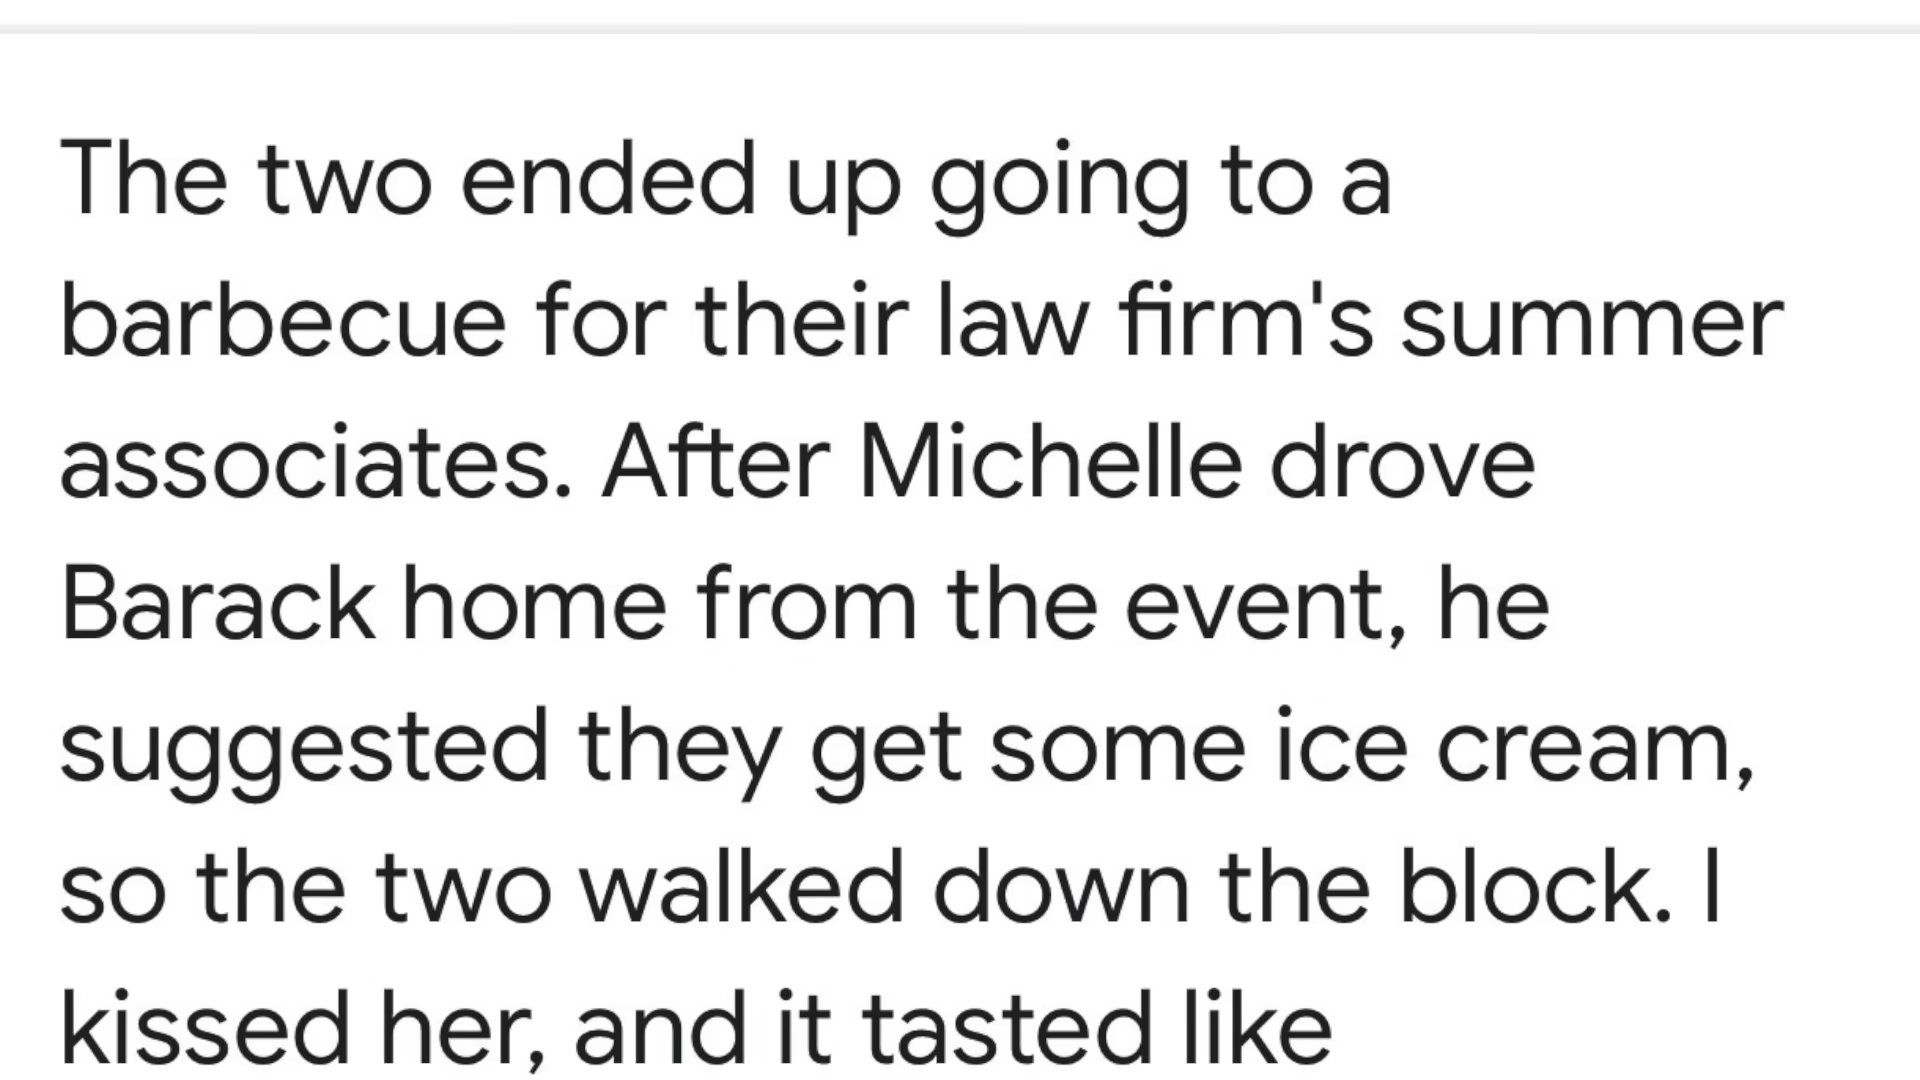 The two ended up going to a
barbecue for their law firm's summer
associates. After Michelle drove
Barack home from the event, he
suggested they get some ice cream,
so the two walked down the block. I
kissed her, and it tasted like